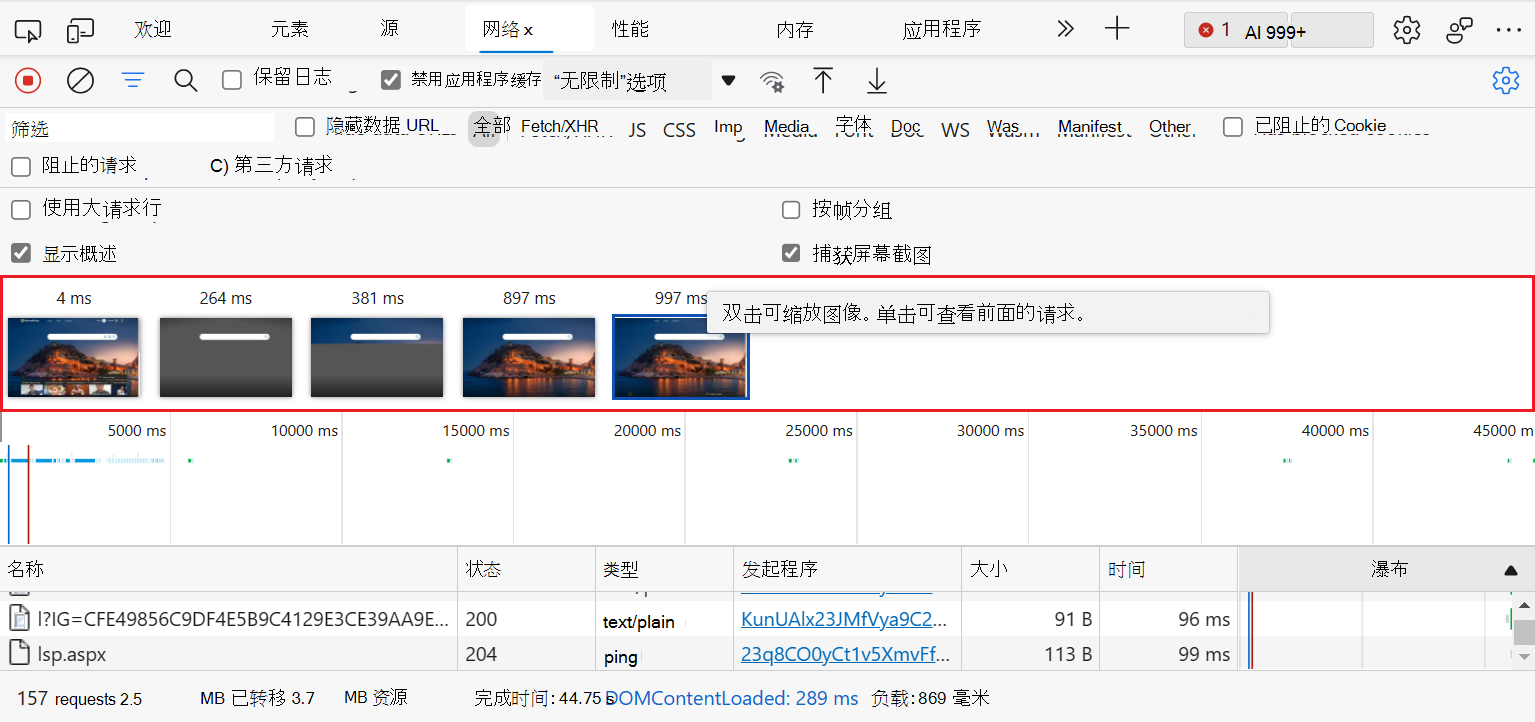 欢迎 元素 源 网络 x 性能 内存 应用程序 1 AI 999+
保留日志 禁用应用程序缓存 “无限制”选项
筛选 隐藏数据 URL 全部 Fetch/XHR JS CSS Img Media 字体 Doc WS Was Manifest Other 已阻止的 Cookie
阻止的请求 C) 第三方请求
使用大请求行 按帧分组
显示概述 捕获屏幕截图
4 ms 264 ms 381 ms 897 ms 997 ms
双击可缩放图像。单击可查看前面的请求。
5000 ms 10000 ms 15000 ms 20000 ms 25000 ms 30000 ms 35000 ms 40000 ms 45000 m
名称 状态 类型 发起程序 大小 时间 瀑布
l?IG=CFE49856C9DF4E5B9C4129E3CE39AA9E... 200 text/plain KunUAlx23JMfVya9C2... 91 B 96 ms
lsp.aspx 204 ping 23q8CO0yCt1v5XmvFf... 113 B 99 ms
157 requests 2.5 MB 已转移 3.7 MB 资源 完成时间: 44.75 s DOMContentLoaded: 289 ms 负载: 869 毫米